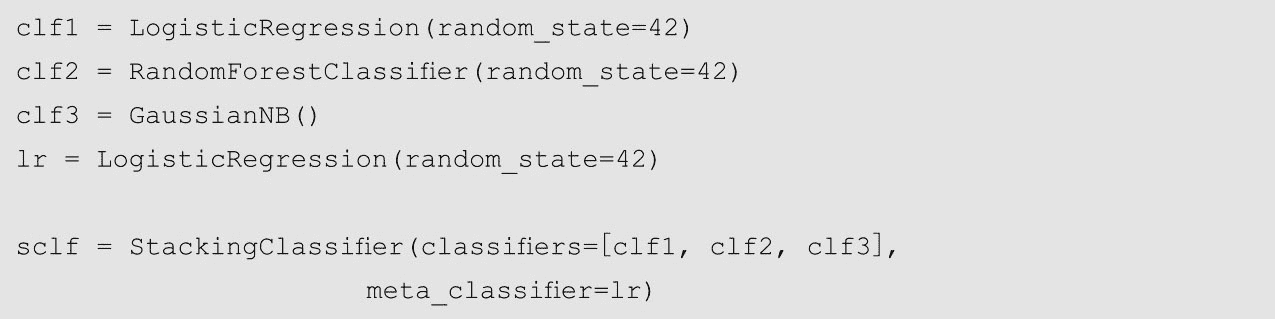 clf1 = LogisticRegression(random_state=42)
clf2 = RandomForestClassifier(random_state=42)
clf3 = GaussianNB()
lr = LogisticRegression(random_state=42)
sclf = StackingClassifier(classifiers=[clf1, clf2, clf3],
meta_classifier=lr)